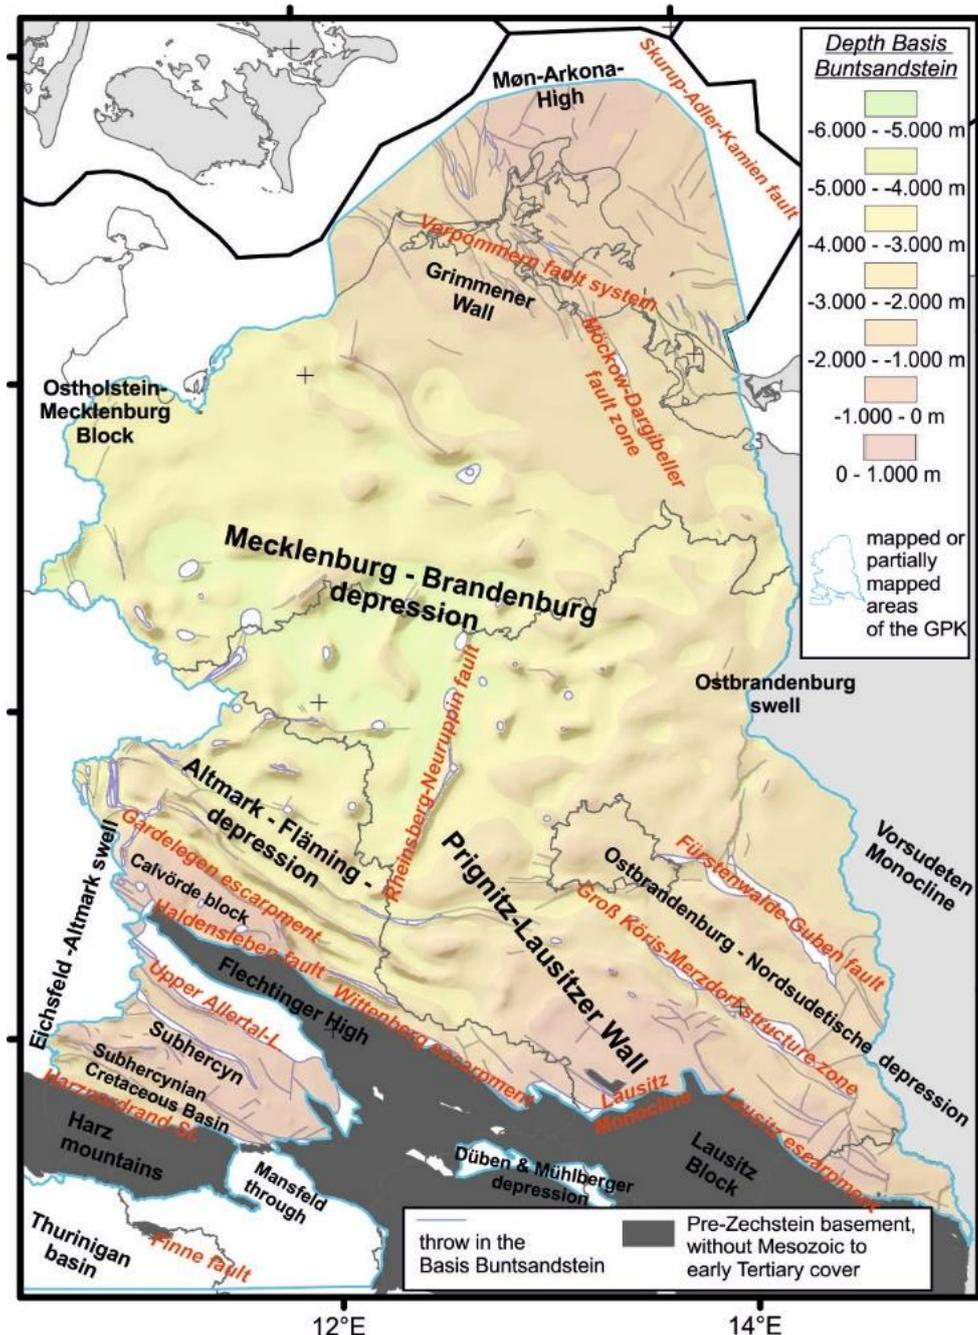 Møn-Arkona-
High
Skurup-Adler-Kamien fault
Depth Basis
Buntsandstein
-6.000 - -5.000 m
-5.000 - -4.000 m
-4.000 - -3.000 m
-3.000 - -2.000 m
-2.000 - -1.000 m
-1.000 - 0 m
0 - 1.000 m
mapped or
partially
mapped
areas
of the GPK
Vorpommern fault system
Grimmener
Wall
Möckow-Dargibeller
fault zone
Ostholstein-
Mecklenburg
Block
Mecklenburg - Brandenburg
depression
Ostbrandenburg
swell
Rheinsberg-Neuruppin fault
Altmark - Fläming -
depression
Prignitz-Lausitzer Wall
Vorsudeten
Monocline
Fürstenwalde-Guben fault
Ostbrandenburg - Nordsudetische depression
Groß Köris-Merzdorf structure zone
Eichsfeld-Altmark swell
Gardelegen escarpment
Calvörde block
Haldensleben fault
Flechtinger High
Wittenberg escarpment
Upper Allertal-L.
Subhercyn
Subhercynian
Cretaceous Basin
Harznordrand-St.
Harz
mountains
Lausitz
Monocline
Lausitz escarpment
Lausitz
Block
Düben & Mühlberger
depression
Mansfeld
through
Thurinigan
basin
Finne fault
throw in the
Basis Buntsandstein
Pre-Zechstein basement,
without Mesozoic to
early Tertiary cover
12°E
14°E